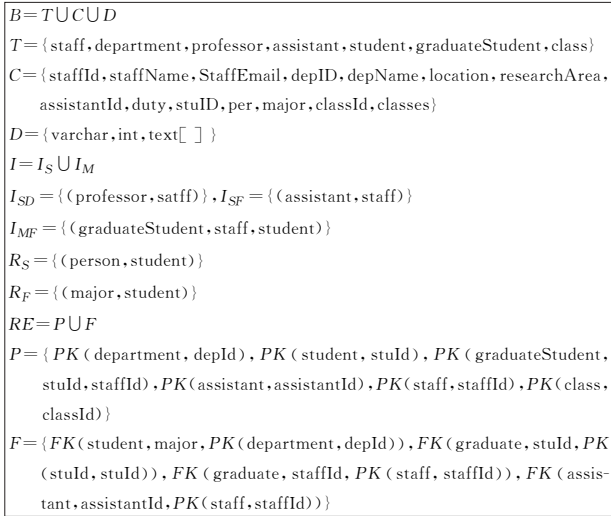 B=T∪C∪D
T={staff,department,professor,assistant,student,graduateStudent,class}
C={staffId,staffName,StaffEmail,depID,depName,location,researchArea,
assistantId,duty,stuID,per,major,classId,classes}
D={varchar,int,text[ ] }
I=I_S∪I_M
I_SD={(professor,satff)},I_SF={(assistant,staff)}
I_MF={(graduateStudent,staff,student)}
R_S={(person,student)}
R_F={(major,student)}
RE=P∪F
P={PK(department,depId),PK(student,stuId),PK(graduateStudent,
stuId,staffId),PK(assistant,assistantId),PK(staff,staffId),PK(class,
classId)}
F={FK(student,major,PK(department,depId)),FK(graduate,stuId,PK
(stuId,stuId)),FK(graduate,staffId,PK(staff,staffId)),FK(assis-
tant,assistantId,PK(staff,staffId))}